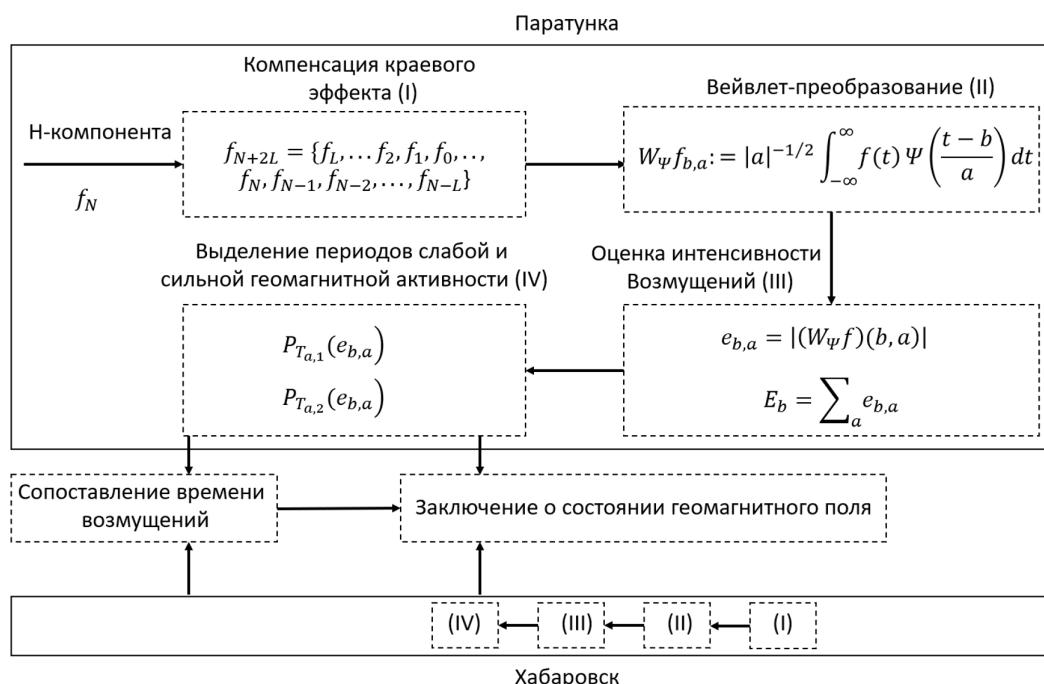 Паратунка
Компенсация краевого
эффекта (I)
Вейвлет-преобразование (II)
Н-компонента
f_N
f_{N+2L} = {f_L, … f_2, f_1, f_0, . . ,
f_N, f_{N−1}, f_{N−2}, … , f_{N−L}}
W_Ψ f_{b,a} := |a|^{−1/2} ∫_{−∞}^{∞} f(t) Ψ((t − b)/a) dt
Выделение периодов слабой и
сильной геомагнитной активности (IV)
Оценка интенсивности
Возмущений (III)
P_{T_{a,1}}(e_{b,a})
P_{T_{a,2}}(e_{b,a})
e_{b,a} = |(W_Ψ f)(b, a)|
E_b = ∑_a e_{b,a}
Сопоставление времени
возмущений
Заключение о состоянии геомагнитного поля
(IV) (III) (II) (I)
Хабаровск